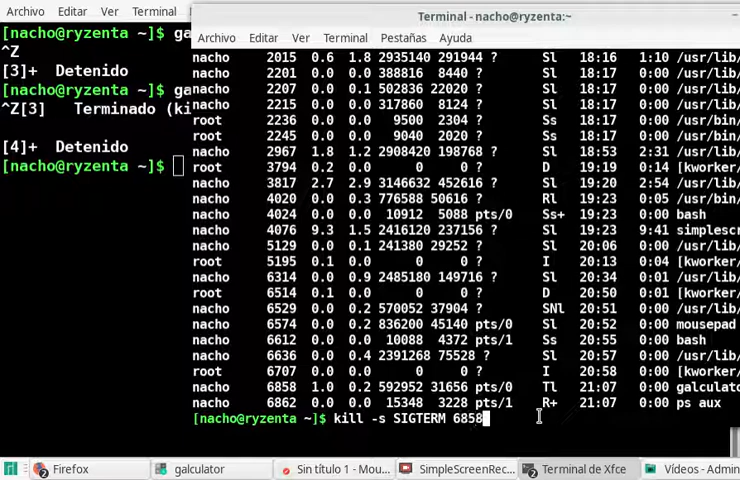 Archivo Editar Ver Terminal
[nacho@ryzenta ~]$ ga
^Z
[3]+ Detenido
[nacho@ryzenta ~]$ ga
^Z[3] Terminado (ki
[4]+ Detenido
[nacho@ryzenta ~]$
Terminal - nacho@ryzenta:~
Archivo Editar Ver Terminal Pestañas Ayuda
nacho 2015 0.6 1.8 2935140 291944 ? Sl 18:16 1:10 /usr/lib/
nacho 2201 0.0 0.0 388816 8440 ? Sl 18:17 0:00 /usr/lib/
nacho 2207 0.0 0.1 502836 22020 ? Sl 18:17 0:00 /usr/lib/
nacho 2215 0.0 0.0 317860 8124 ? Sl 18:17 0:00 /usr/lib/
root 2236 0.0 0.0 9500 2304 ? Ss 18:17 0:00 /usr/bin/
root 2245 0.0 0.0 9040 2020 ? Ss 18:17 0:00 /usr/bin/
nacho 2967 1.8 1.2 2908420 198768 ? Sl 18:53 2:31 /usr/lib/
root 3794 0.2 0.0 0 0 ? D 19:19 0:14 [kworker/
nacho 3817 2.7 2.9 3146632 452616 ? Sl 19:20 2:54 /usr/lib/
nacho 4020 0.0 0.3 776588 50616 ? Rl 19:23 0:05 /usr/bin/
nacho 4024 0.0 0.0 10912 5088 pts/0 Ss+ 19:23 0:00 bash
nacho 4076 9.3 1.5 2416120 237156 ? Sl 19:23 9:41 simplescr
nacho 5129 0.0 0.1 241380 29252 ? Sl 20:06 0:00 /usr/lib/
root 5195 0.1 0.0 0 0 ? I 20:13 0:04 [kworker/
nacho 6314 0.0 0.9 2485180 149716 ? Sl 20:34 0:01 /usr/lib/
root 6514 0.1 0.0 0 0 ? D 20:50 0:01 [kworker/
nacho 6529 0.0 0.2 570052 37904 ? SNl 20:51 0:00 /usr/lib/
nacho 6574 0.0 0.2 836200 45140 pts/0 Sl 20:52 0:00 mousepad
nacho 6612 0.0 0.0 10088 4372 pts/1 Ss 20:55 0:00 bash
nacho 6636 0.0 0.4 2391268 75528 ? Sl 20:57 0:00 /usr/lib/
root 6707 0.0 0.0 0 0 ? I 20:58 0:00 [kworker/
nacho 6858 1.0 0.2 592952 31656 pts/0 Tl 21:07 0:00 galculato
nacho 6862 0.0 0.0 15348 3228 pts/1 R+ 21:07 0:00 ps aux
[nacho@ryzenta ~]$ kill -s SIGTERM 6858
2 Firefox galculator Sin título 1 - Mou... SimpleScreenRec... 2 Terminal de Xfce Vídeos - Admin